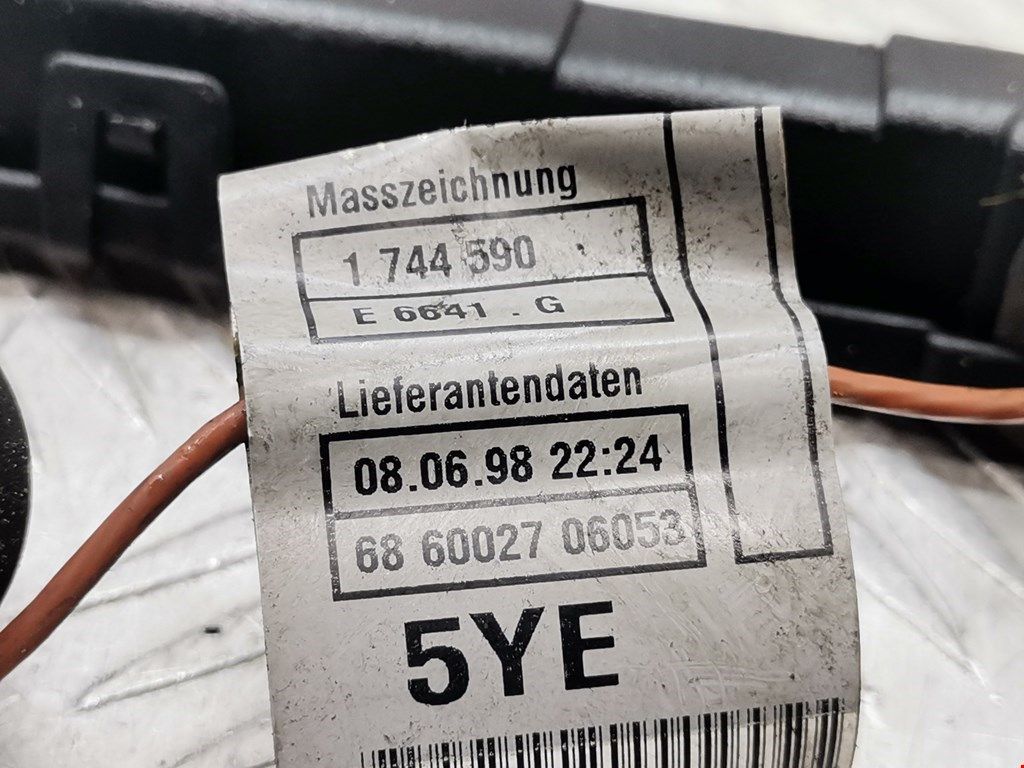 Masszeichnung
1 744 590
E 6641 . G
Lieferantendaten
08.06.98 22:24
68 60027 06053
5YE